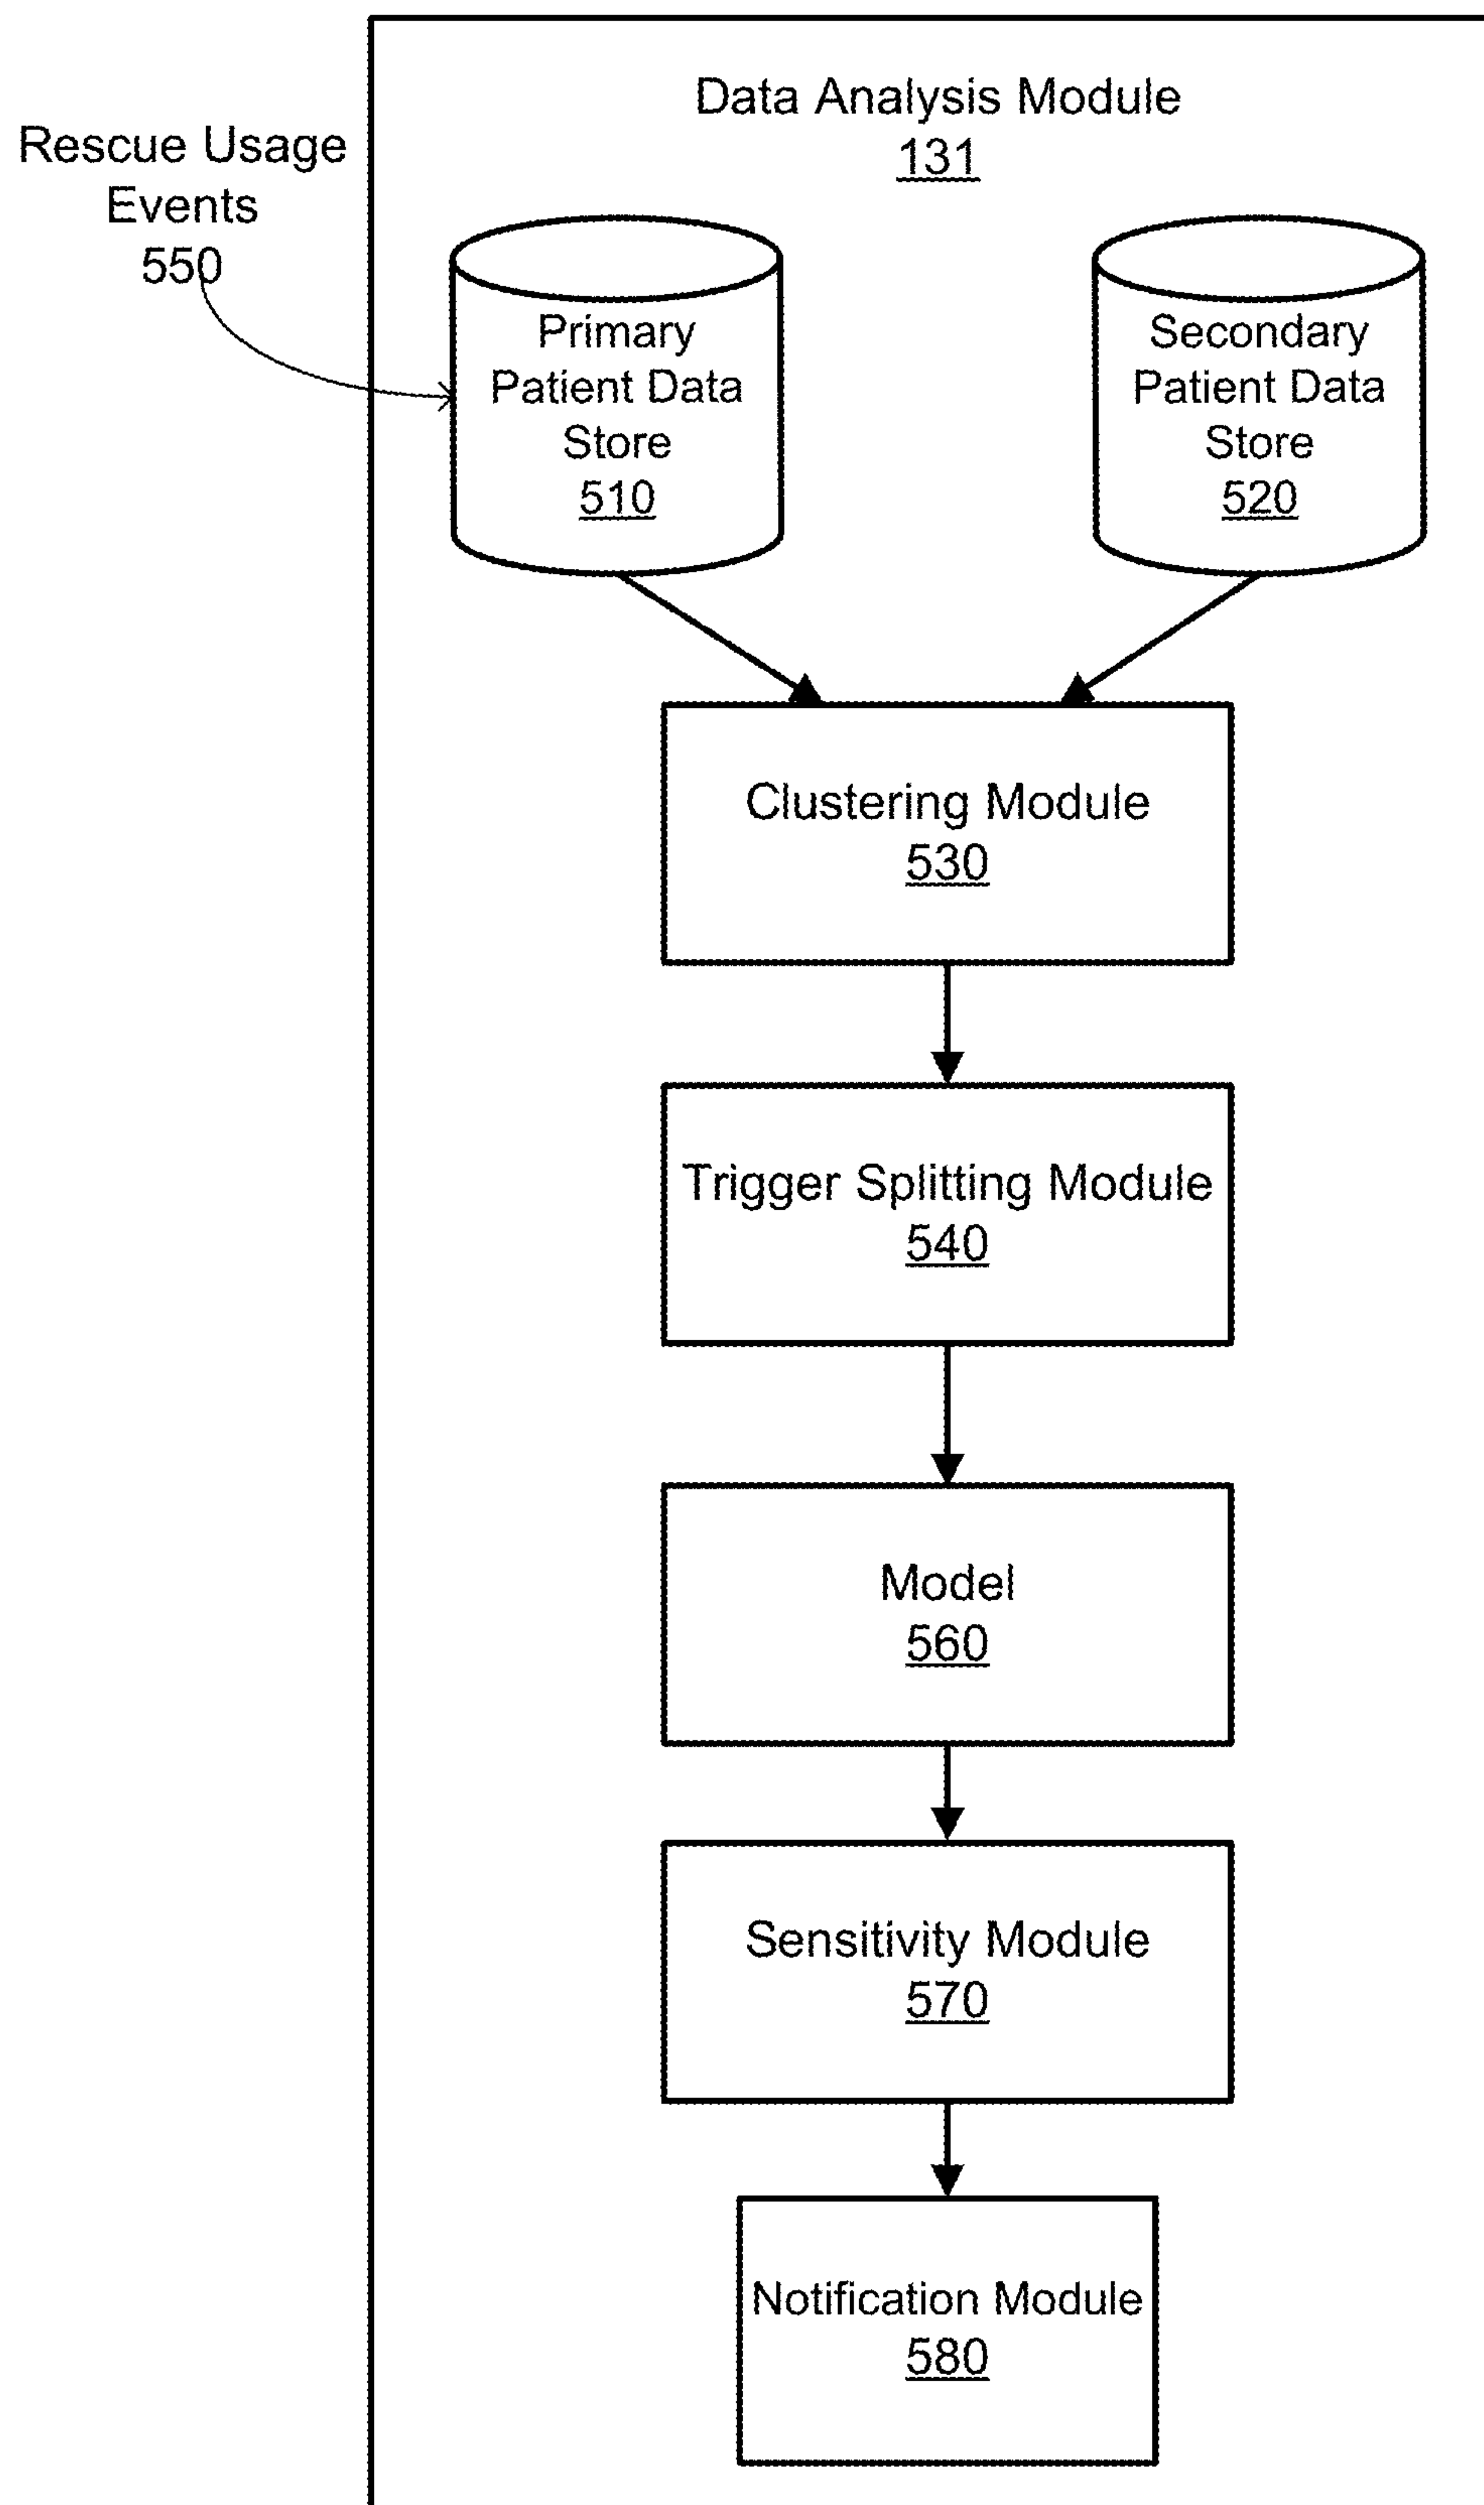 Data Analysis Module
131
Rescue Usage
Events
550
Primary
Patient Data
Store
510
Secondary
Patient Data
Store
520
Clustering Module
530
Trigger Splitting Module
540
Model
560
Sensitivity Module
570
Notification Module
580